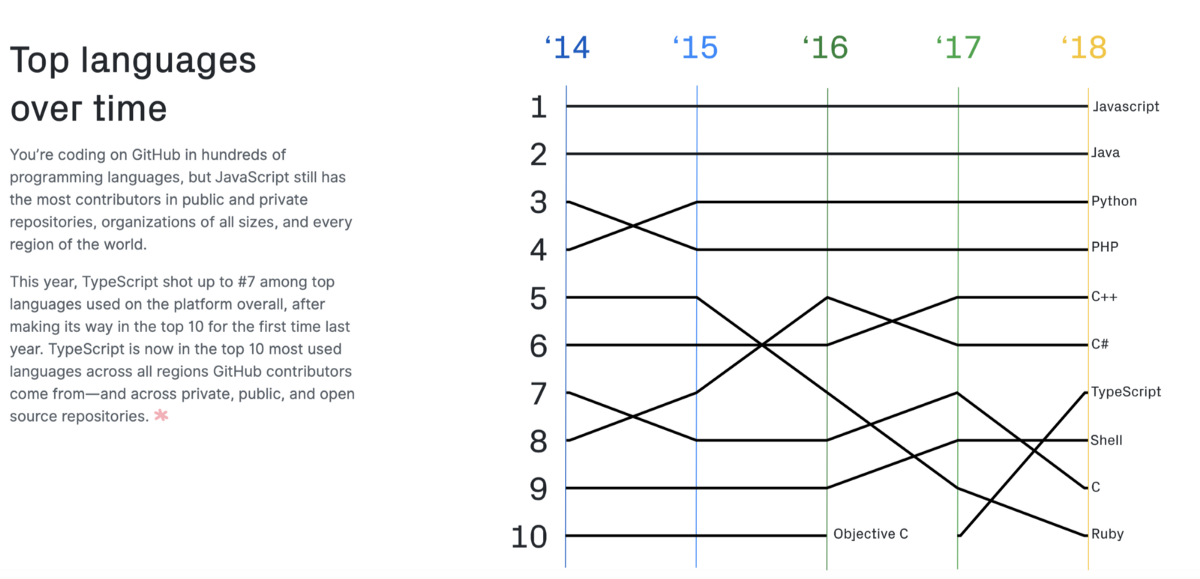 Top languages
over time
You’re coding on GitHub in hundreds of
programming languages, but JavaScript still has
the most contributors in public and private
repositories, organizations of all sizes, and every
region of the world.
This year, TypeScript shot up to #7 among top
languages used on the platform overall, after
making its way in the top 10 for the first time last
year. TypeScript is now in the top 10 most used
languages across all regions GitHub contributors
come from—and across private, public, and open
source repositories. *
‘14 ‘15 ‘16 ‘17 ‘18
1 Javascript
2 Java
3 Python
4 PHP
5 C++
6 C#
7 TypeScript
8 Shell
9 C
10 Objective C Ruby